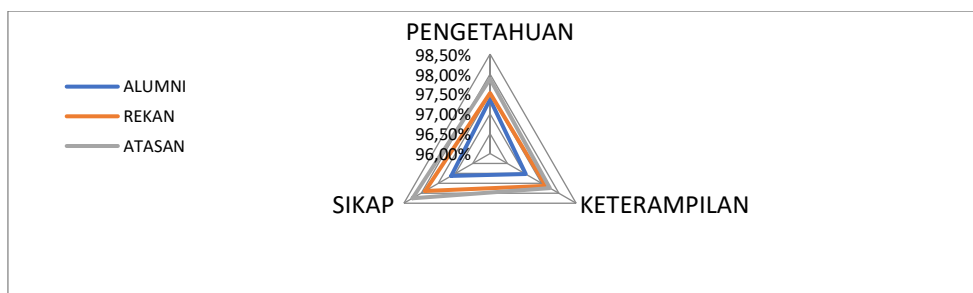 PENGETAHUAN
98,50%
98,00%
97,50%
97,00%
96,50%
96,00%
ALUMNI
REKAN
ATASAN
SIKAP
KETERAMPILAN